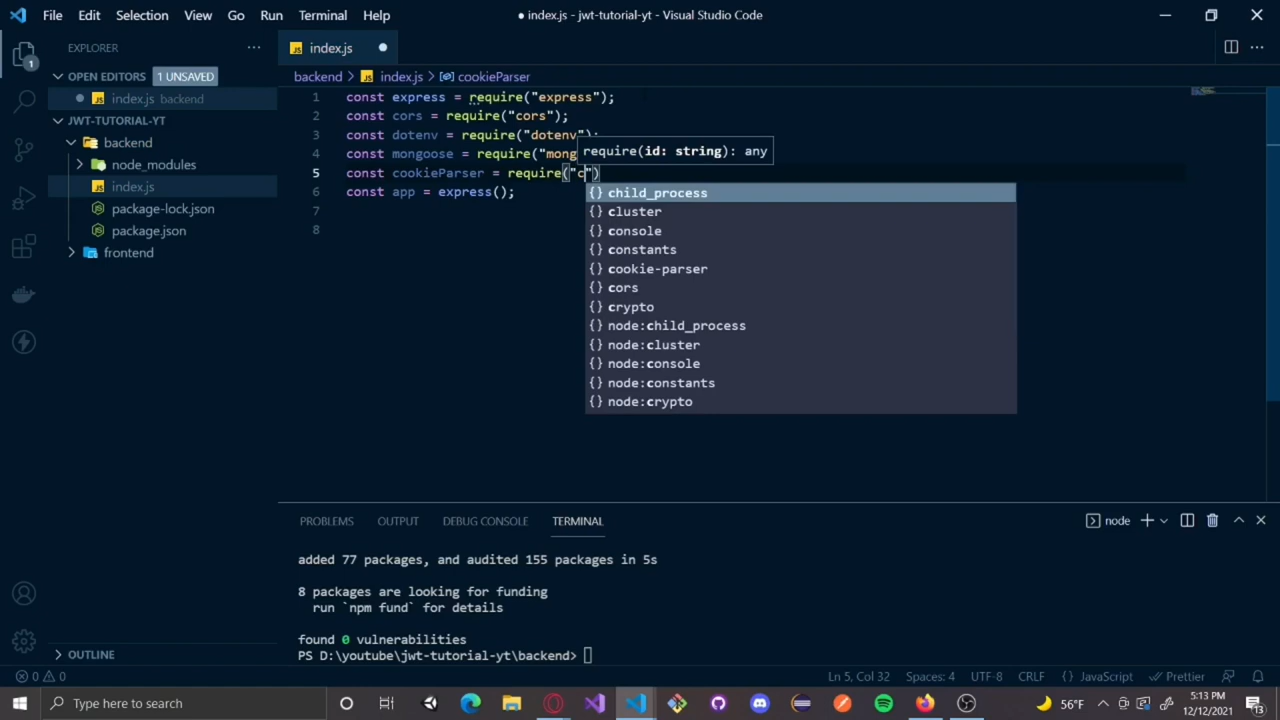 File Edit Selection View Go Run Terminal Help
● index.js - jwt-tutorial-yt - Visual Studio Code
EXPLORER
OPEN EDITORS 1 UNSAVED
JS index.js backend
JWT-TUTORIAL-YT
backend
node_modules
JS index.js
package-lock.json
package.json
frontend
OUTLINE
1
JS index.js
backend > JS index.js > cookieParser
1 const express = require("express");
2 const cors = require("cors");
3 const dotenv = require("dotenv");
4 const mongoose = require("mong
require(id: string): any
5 const cookieParser = require("c")
6 const app = express();
7
8
{} child_process
{} cluster
{} console
{} constants
{} cookie-parser
{} cors
{} crypto
{} node:child_process
{} node:cluster
{} node:console
{} node:constants
{} node:crypto
PROBLEMS OUTPUT DEBUG CONSOLE TERMINAL
node
added 77 packages, and audited 155 packages in 5s
8 packages are looking for funding
run `npm fund` for details
found 0 vulnerabilities
PS D:\youtube\jwt-tutorial-yt\backend>
0 0
Ln 5, Col 32 Spaces: 4 UTF-8 CRLF {} JavaScript Prettier
Type here to search
56°F
5:13 PM
12/12/2021
13